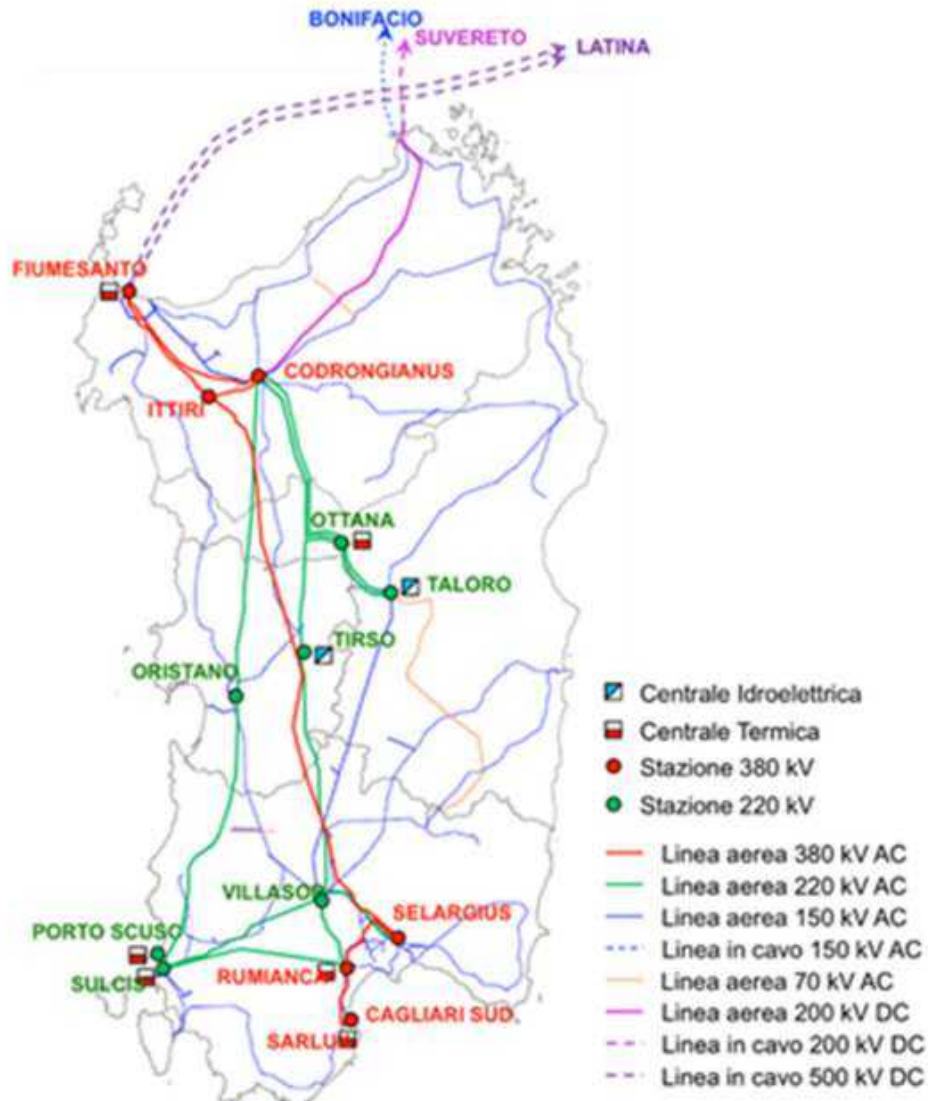 BONIFACIO
SUVERETO
LATINA
FIUMESANTO
CODRONGIANUS
ITTIRI
OTTANA
TALORO
TIRSO
ORISTANO
VILLASOR
SELARGIUS
PORTO SCUSO
SULCIS
RUMIANCA
CAGLIARI SUD
SARLU
Centrale Idroelettrica
Centrale Termica
Stazione 380 kV
Stazione 220 kV
Linea aerea 380 kV AC
Linea aerea 220 kV AC
Linea aerea 150 kV AC
Linea in cavo 150 kV AC
Linea aerea 70 kV AC
Linea aerea 200 kV DC
Linea in cavo 200 kV DC
Linea in cavo 500 kV DC